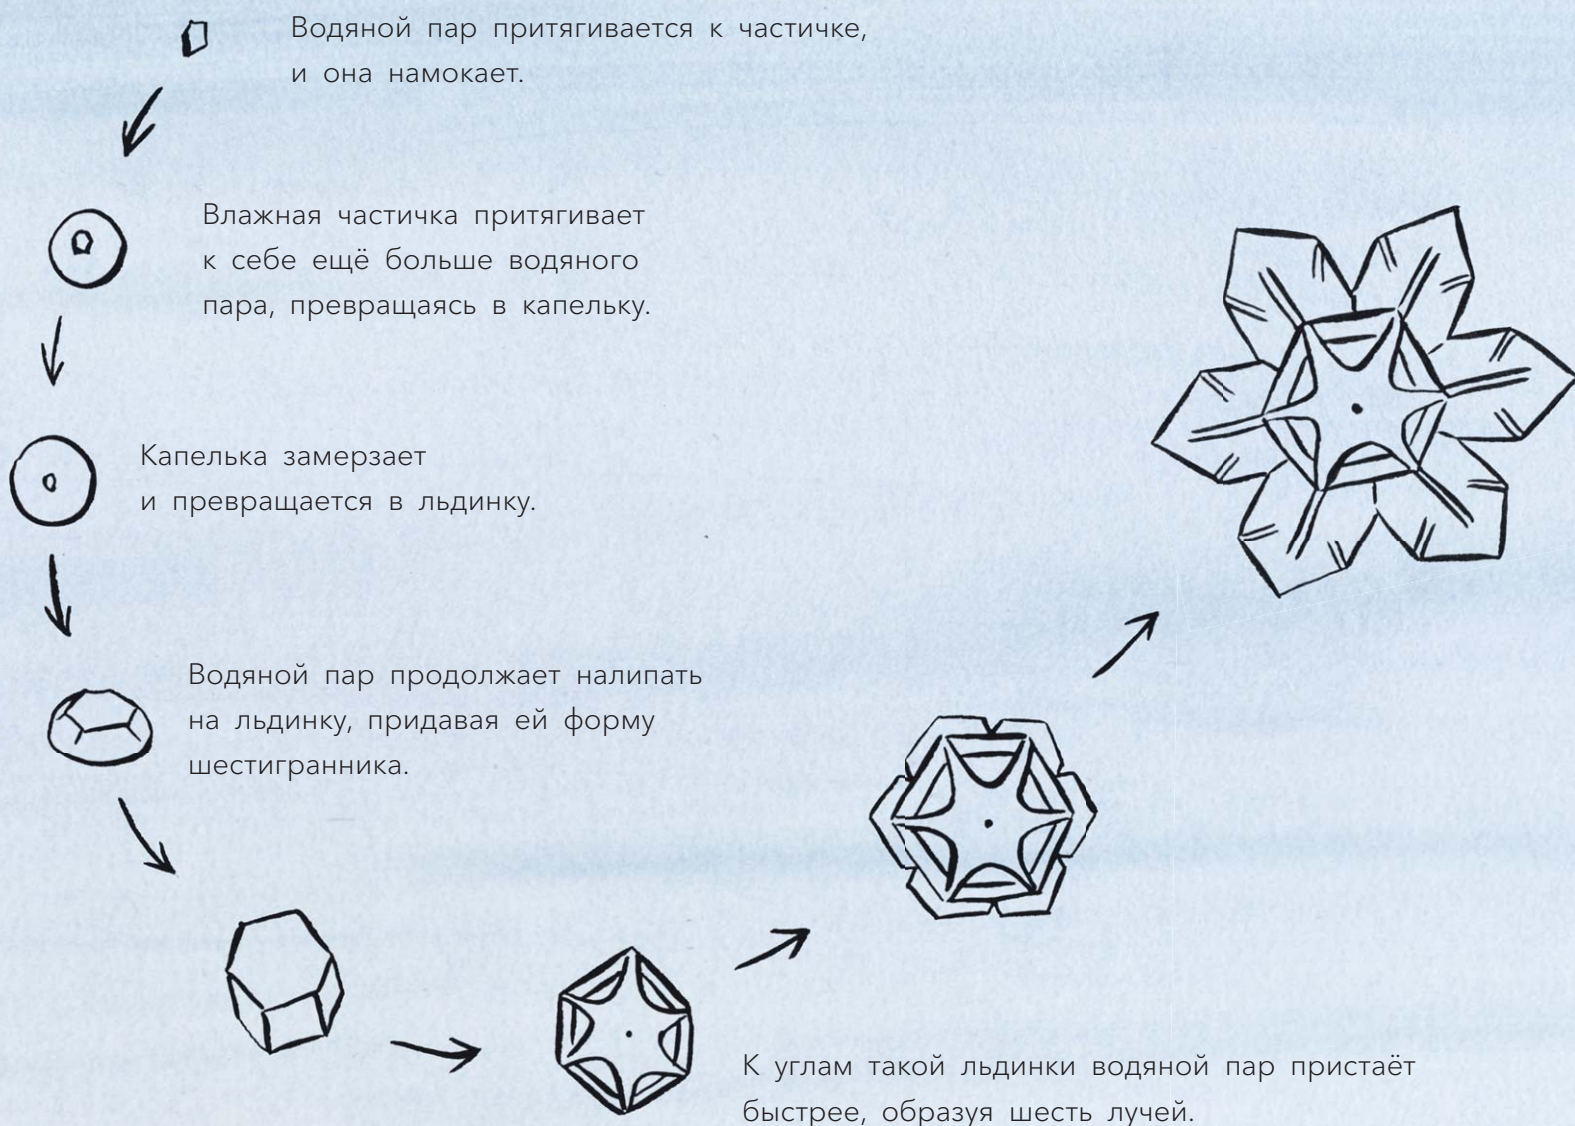 Водяной пар притягивается к частичке,
и она намокает.
Влажная частичка притягивает
к себе ещё больше водяного
пара, превращаясь в капельку.
Капелька замерзает
и превращается в льдинку.
Водяной пар продолжает налипать
на льдинку, придавая ей форму
шестигранника.
К углам такой льдинки водяной пар пристаёт
быстрее, образуя шесть лучей.